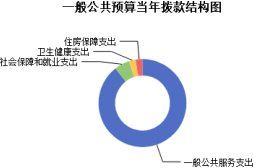 一般公共预算当年拨款结构图
住房保障支出
卫生健康支出
社会保障和就业支出
一般公共服务支出